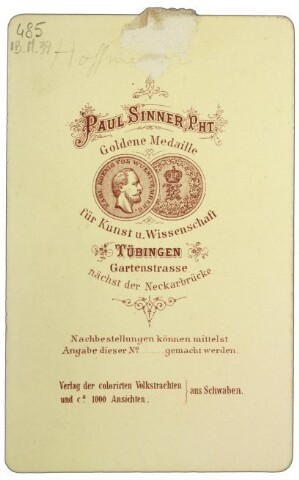 485
Hoffmann
PAUL SINNER, PHT.
Goldene Medaille
für Kunst u. Wissenschaft
TÜBINGEN
Gartenstrasse
nächst der Neckarbrücke
Nachbestellungen können mittelst
Angabe dieser Nº ........ gemacht werden.
Verlag der colorirten Volkstrachten
und cª 1000 Ansichten,
aus Schwaben.